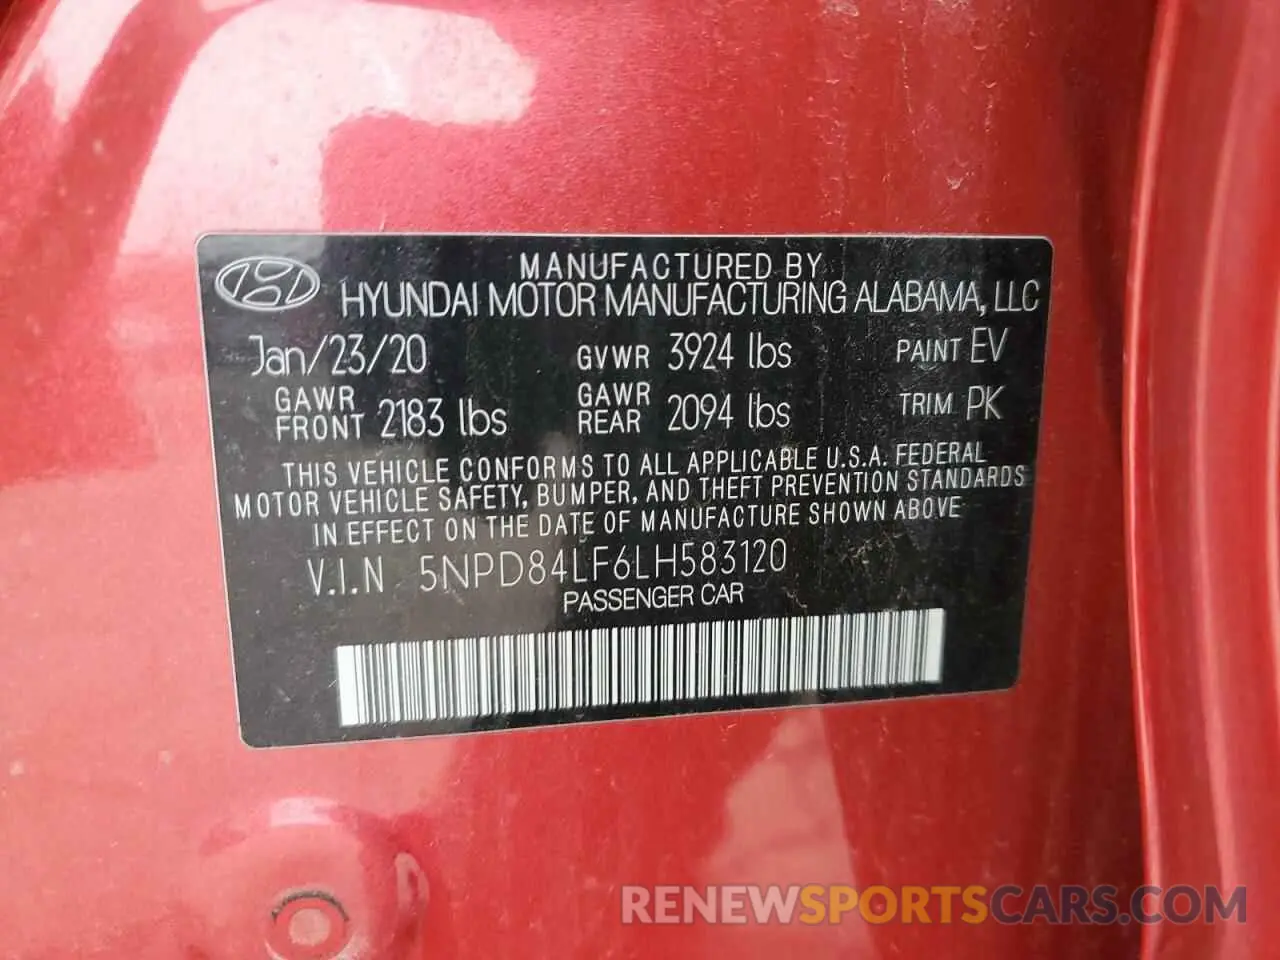 MANUFACTURED BY
HYUNDAI MOTOR MANUFACTURING ALABAMA, LLC
Jan/23/20 GVWR 3924 lbs PAINT EV
GAWR FRONT 2183 lbs GAWR REAR 2094 lbs TRIM PK
THIS VEHICLE CONFORMS TO ALL APPLICABLE U.S.A. FEDERAL
MOTOR VEHICLE SAFETY, BUMPER, AND THEFT PREVENTION STANDARDS
IN EFFECT ON THE DATE OF MANUFACTURE SHOWN ABOVE
V.I.N 5NPD84LF6LH583120
PASSENGER CAR
RENEWSPORTSCARS.COM